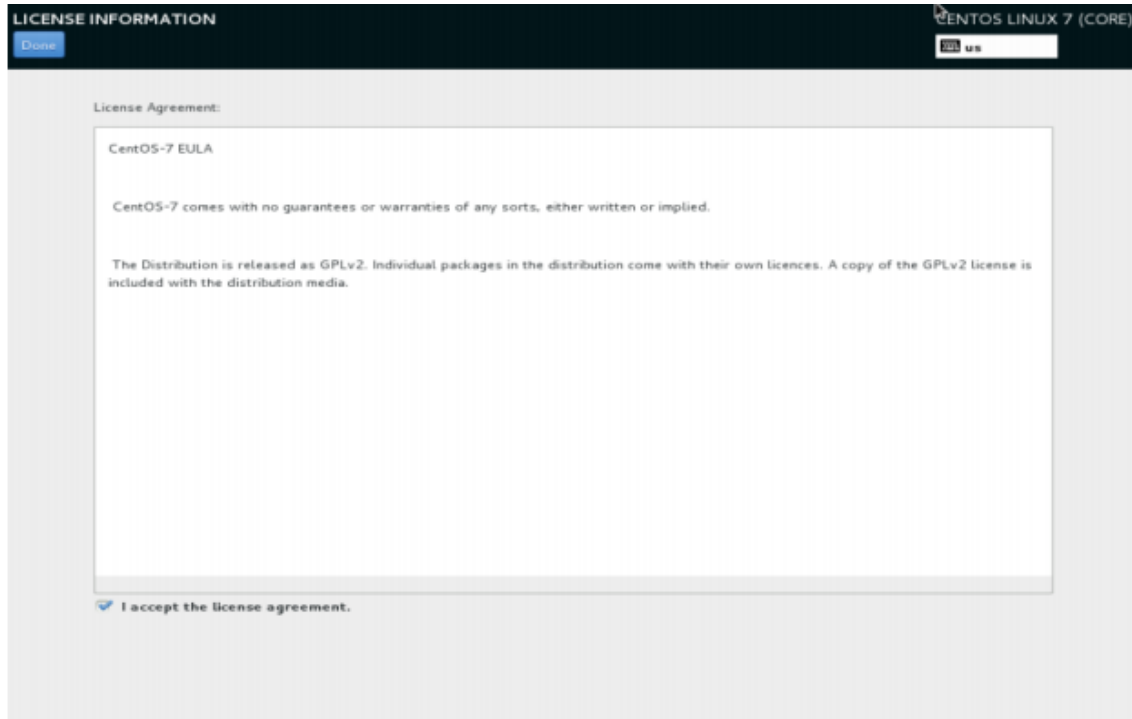 LICENSE INFORMATION
CENTOS LINUX 7 (CORE)
Done
us
License Agreement:
CentOS-7 EULA
CentOS-7 comes with no guarantees or warranties of any sorts, either written or implied.
The Distribution is released as GPLv2. Individual packages in the distribution come with their own licences. A copy of the GPLv2 license is
included with the distribution media.
I accept the license agreement.